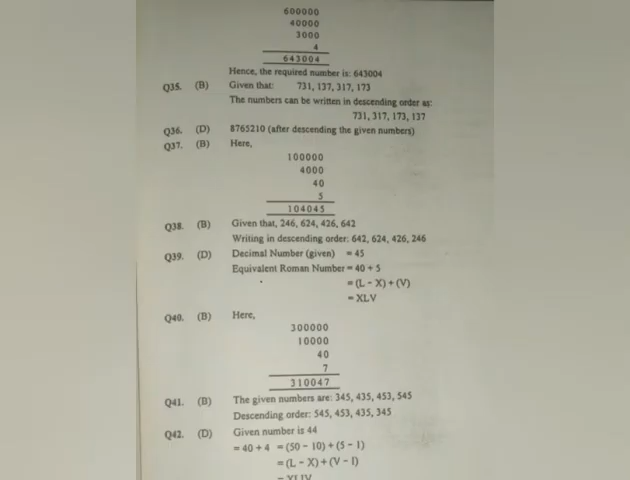 600000
40000
3000
4
643004
Hence, the required number is: 643004
Q35. (B) Given that: 731, 137, 317, 173
The numbers can be written in descending order as:
731, 317, 173, 137
Q36. (D) 8765210 (after descending the given numbers)
Q37. (B) Here,
100000
4000
40
5
104045
Q38. (B) Given that, 246, 624, 426, 642
Writing in descending order: 642, 624, 426, 246
Q39. (D) Decimal Number (given) = 45
Equivalent Roman Number = 40 + 5
= (L - X) + (V)
= XLV
Q40. (B) Here,
300000
10000
40
7
310047
Q41. (B) The given numbers are: 345, 435, 453, 545
Descending order: 545, 453, 435, 345
Q42. (D) Given number is 44
= 40 + 4 = (50 - 10) + (5 - 1)
= (L - X) + (V - I)
= XLIV